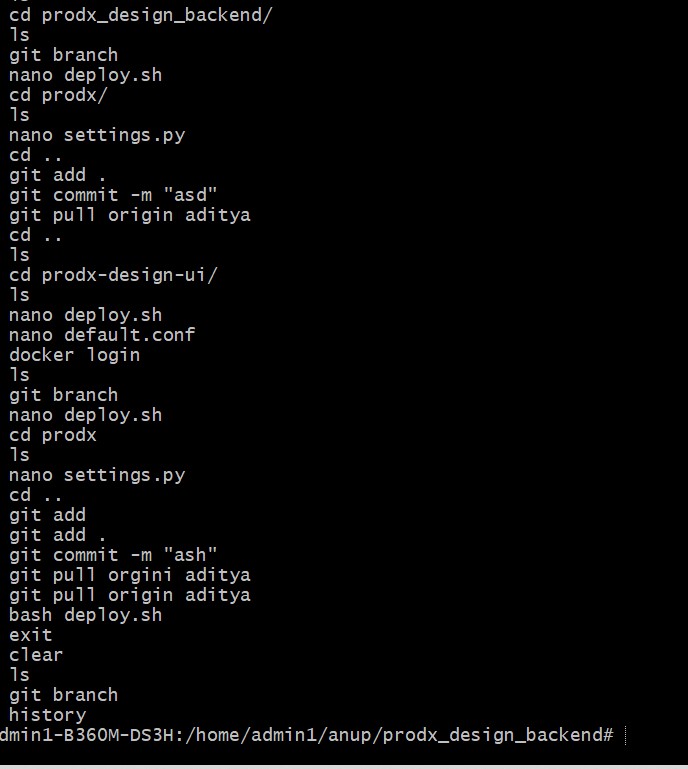 cd prodx_design_backend/
ls
git branch
nano deploy.sh
cd prodx/
ls
nano settings.py
cd ..
git add .
git commit -m "asd"
git pull origin aditya
cd ..
ls
cd prodx-design-ui/
ls
nano deploy.sh
nano default.conf
docker login
ls
git branch
nano deploy.sh
cd prodx
ls
nano settings.py
cd ..
git add
git add .
git commit -m "ash"
git pull orgini aditya
git pull origin aditya
bash deploy.sh
exit
clear
ls
git branch
history
dmin1-B360M-DS3H:/home/admin1/anup/prodx_design_backend#